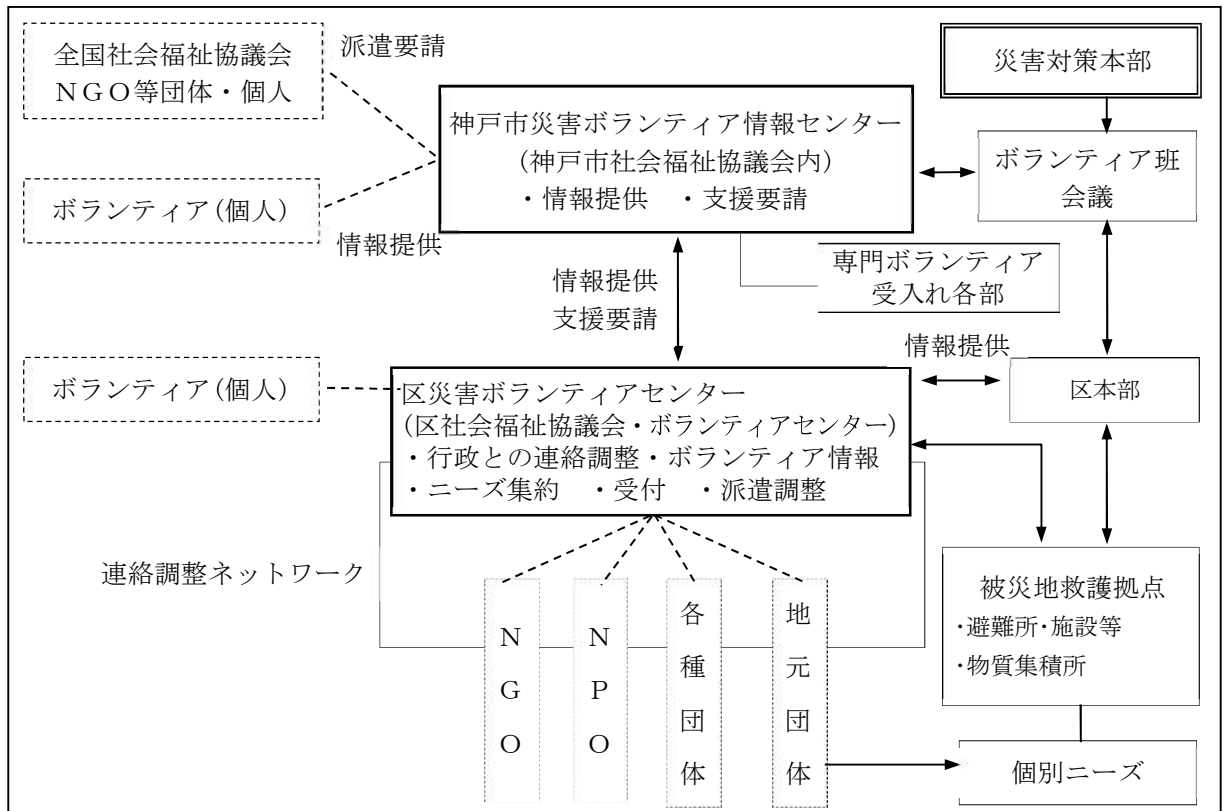 全国社会福祉協議会
NGO等団体・個人
派遣要請
災害対策本部
神戸市災害ボランティア情報センター
(神戸市社会福祉協議会内)
・情報提供 ・支援要請
ボランティア班
会議
ボランティア(個人)
情報提供
専門ボランティア
受入れ各部
情報提供
支援要請
情報提供
ボランティア(個人)
区災害ボランティアセンター
(区社会福祉協議会・ボランティアセンター)
・行政との連絡調整・ボランティア情報
・ニーズ集約 ・受付 ・派遣調整
区本部
連絡調整ネットワーク
NGO
NPO
各種団体
地元団体
被災地救護拠点
・避難所・施設等
・物質集積所
個別ニーズ